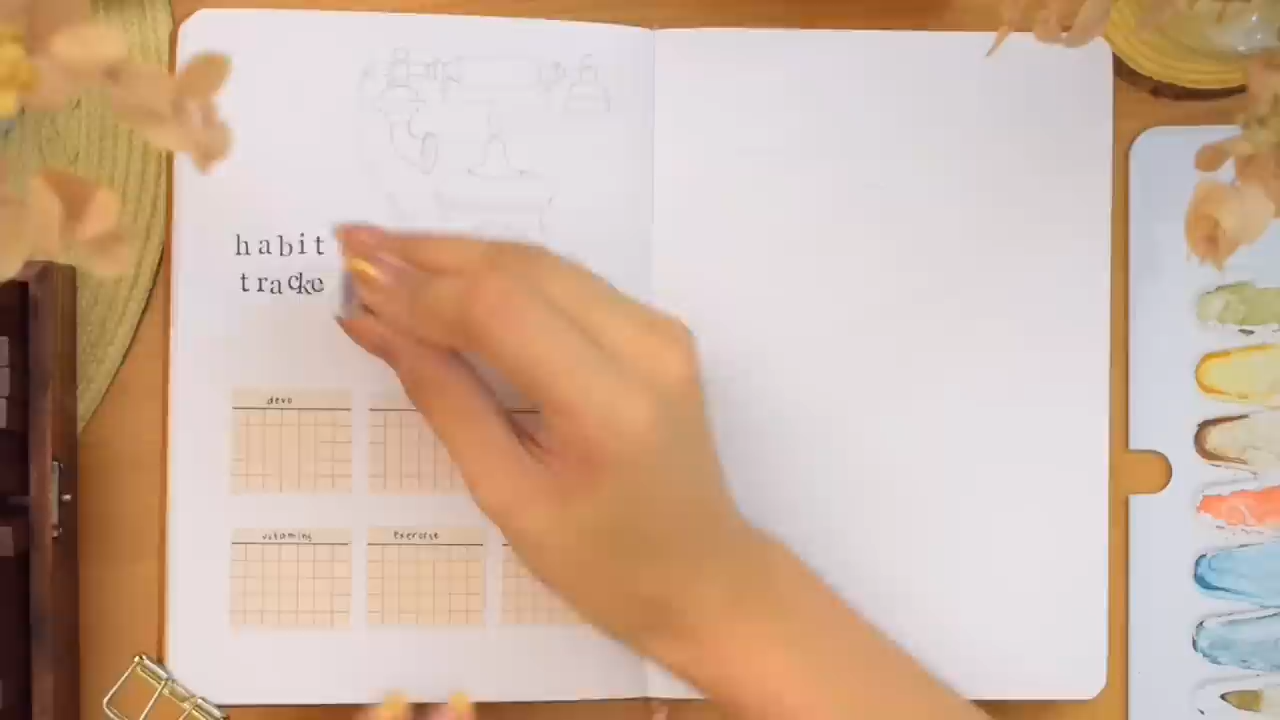 habit
tracke
devo
vitamins
exercise